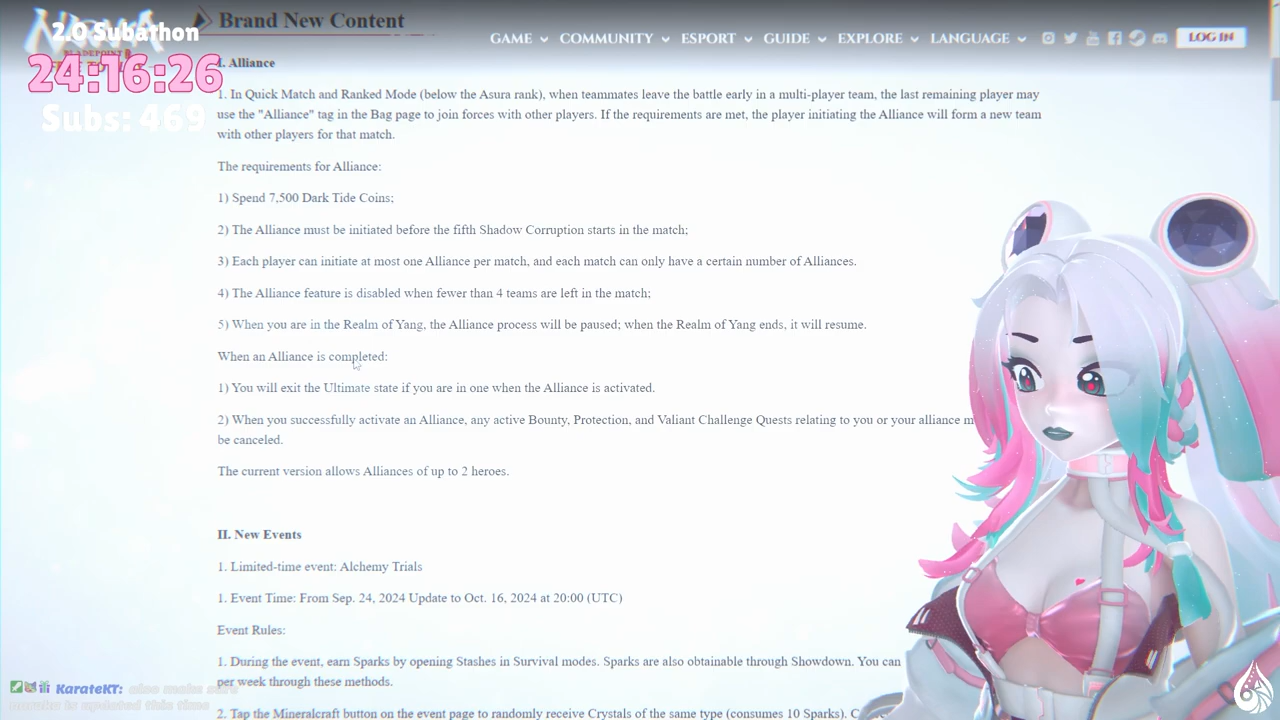 Brand New Content
2.0 Subathon
24:16:26
Subs: 469
GAME COMMUNITY ESPORT GUIDE EXPLORE LANGUAGE LOG IN
I. Alliance
1. In Quick Match and Ranked Mode (below the Asura rank), when teammates leave the battle early in a multi-player team, the last remaining player may
use the "Alliance" tag in the Bag page to join forces with other players. If the requirements are met, the player initiating the Alliance will form a new team
with other players for that match.
The requirements for Alliance:
1) Spend 7,500 Dark Tide Coins;
2) The Alliance must be initiated before the fifth Shadow Corruption starts in the match;
3) Each player can initiate at most one Alliance per match, and each match can only have a certain number of Alliances.
4) The Alliance feature is disabled when fewer than 4 teams are left in the match;
5) When you are in the Realm of Yang, the Alliance process will be paused; when the Realm of Yang ends, it will resume.
When an Alliance is completed:
1) You will exit the Ultimate state if you are in one when the Alliance is activated.
2) When you successfully activate an Alliance, any active Bounty, Protection, and Valiant Challenge Quests relating to you or your alliance m
be canceled.
The current version allows Alliances of up to 2 heroes.
II. New Events
1. Limited-time event: Alchemy Trials
1. Event Time: From Sep. 24, 2024 Update to Oct. 16, 2024 at 20:00 (UTC)
Event Rules:
1. During the event, earn Sparks by opening Stashes in Survival modes. Sparks are also obtainable through Showdown. You can
per week through these methods.
KarateKT: also make sure
is updated this time
2. Tap the Mineralcraft button on the event page to randomly receive Crystals of the same type (consumes 10 Sparks).